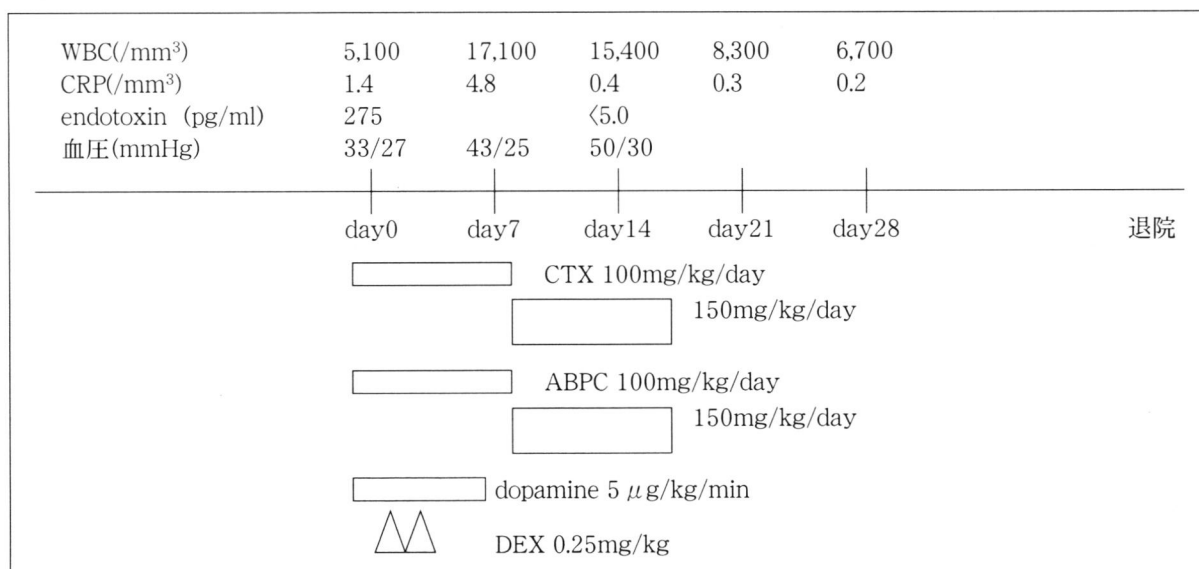 WBC(/mm³) 5,100 17,100 15,400 8,300 6,700
CRP(/mm³) 1.4 4.8 0.4 0.3 0.2
endotoxin (pg/ml) 275 〈5.0
血圧(mmHg) 33/27 43/25 50/30
day0 day7 day14 day21 day28 退院
CTX 100mg/kg/day
150mg/kg/day
ABPC 100mg/kg/day
150mg/kg/day
dopamine 5 μg/kg/min
DEX 0.25mg/kg